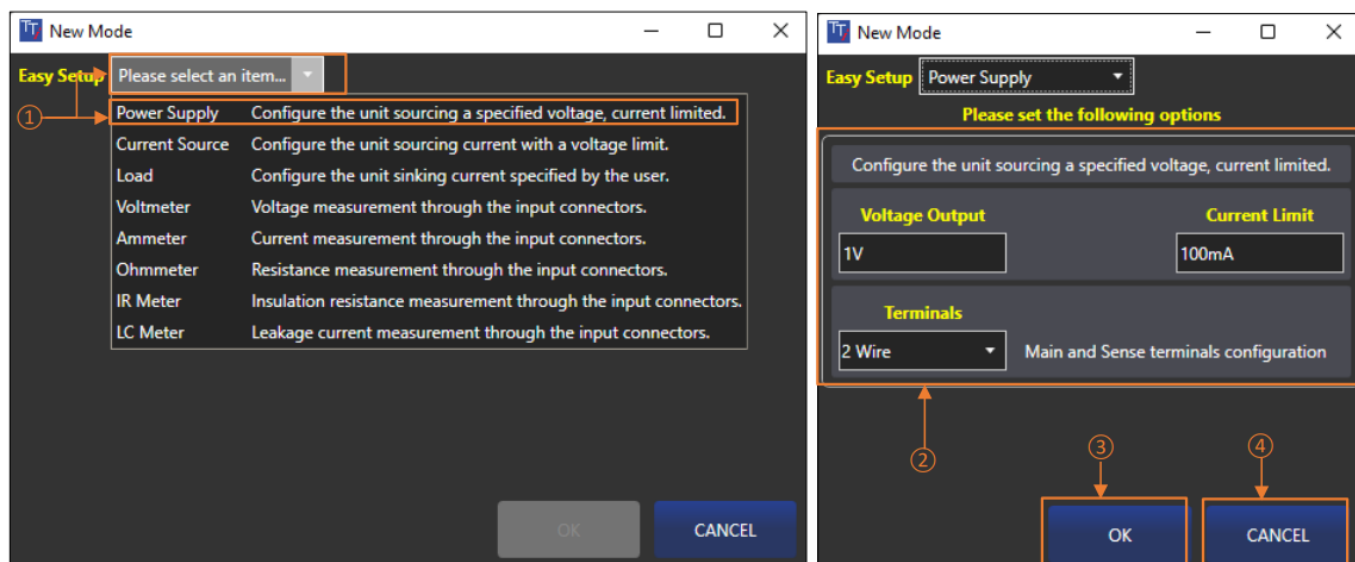 New Mode
Easy Setup Please select an item...
①
Power Supply Configure the unit sourcing a specified voltage, current limited.
Current Source Configure the unit sourcing current with a voltage limit.
Load Configure the unit sinking current specified by the user.
Voltmeter Voltage measurement through the input connectors.
Ammeter Current measurement through the input connectors.
Ohmmeter Resistance measurement through the input connectors.
IR Meter Insulation resistance measurement through the input connectors.
LC Meter Leakage current measurement through the input connectors.
OK CANCEL
New Mode
Easy Setup Power Supply
Please set the following options
Configure the unit sourcing a specified voltage, current limited.
Voltage Output Current Limit
1V 100mA
Terminals
2 Wire Main and Sense terminals configuration
②
③ ④
OK CANCEL